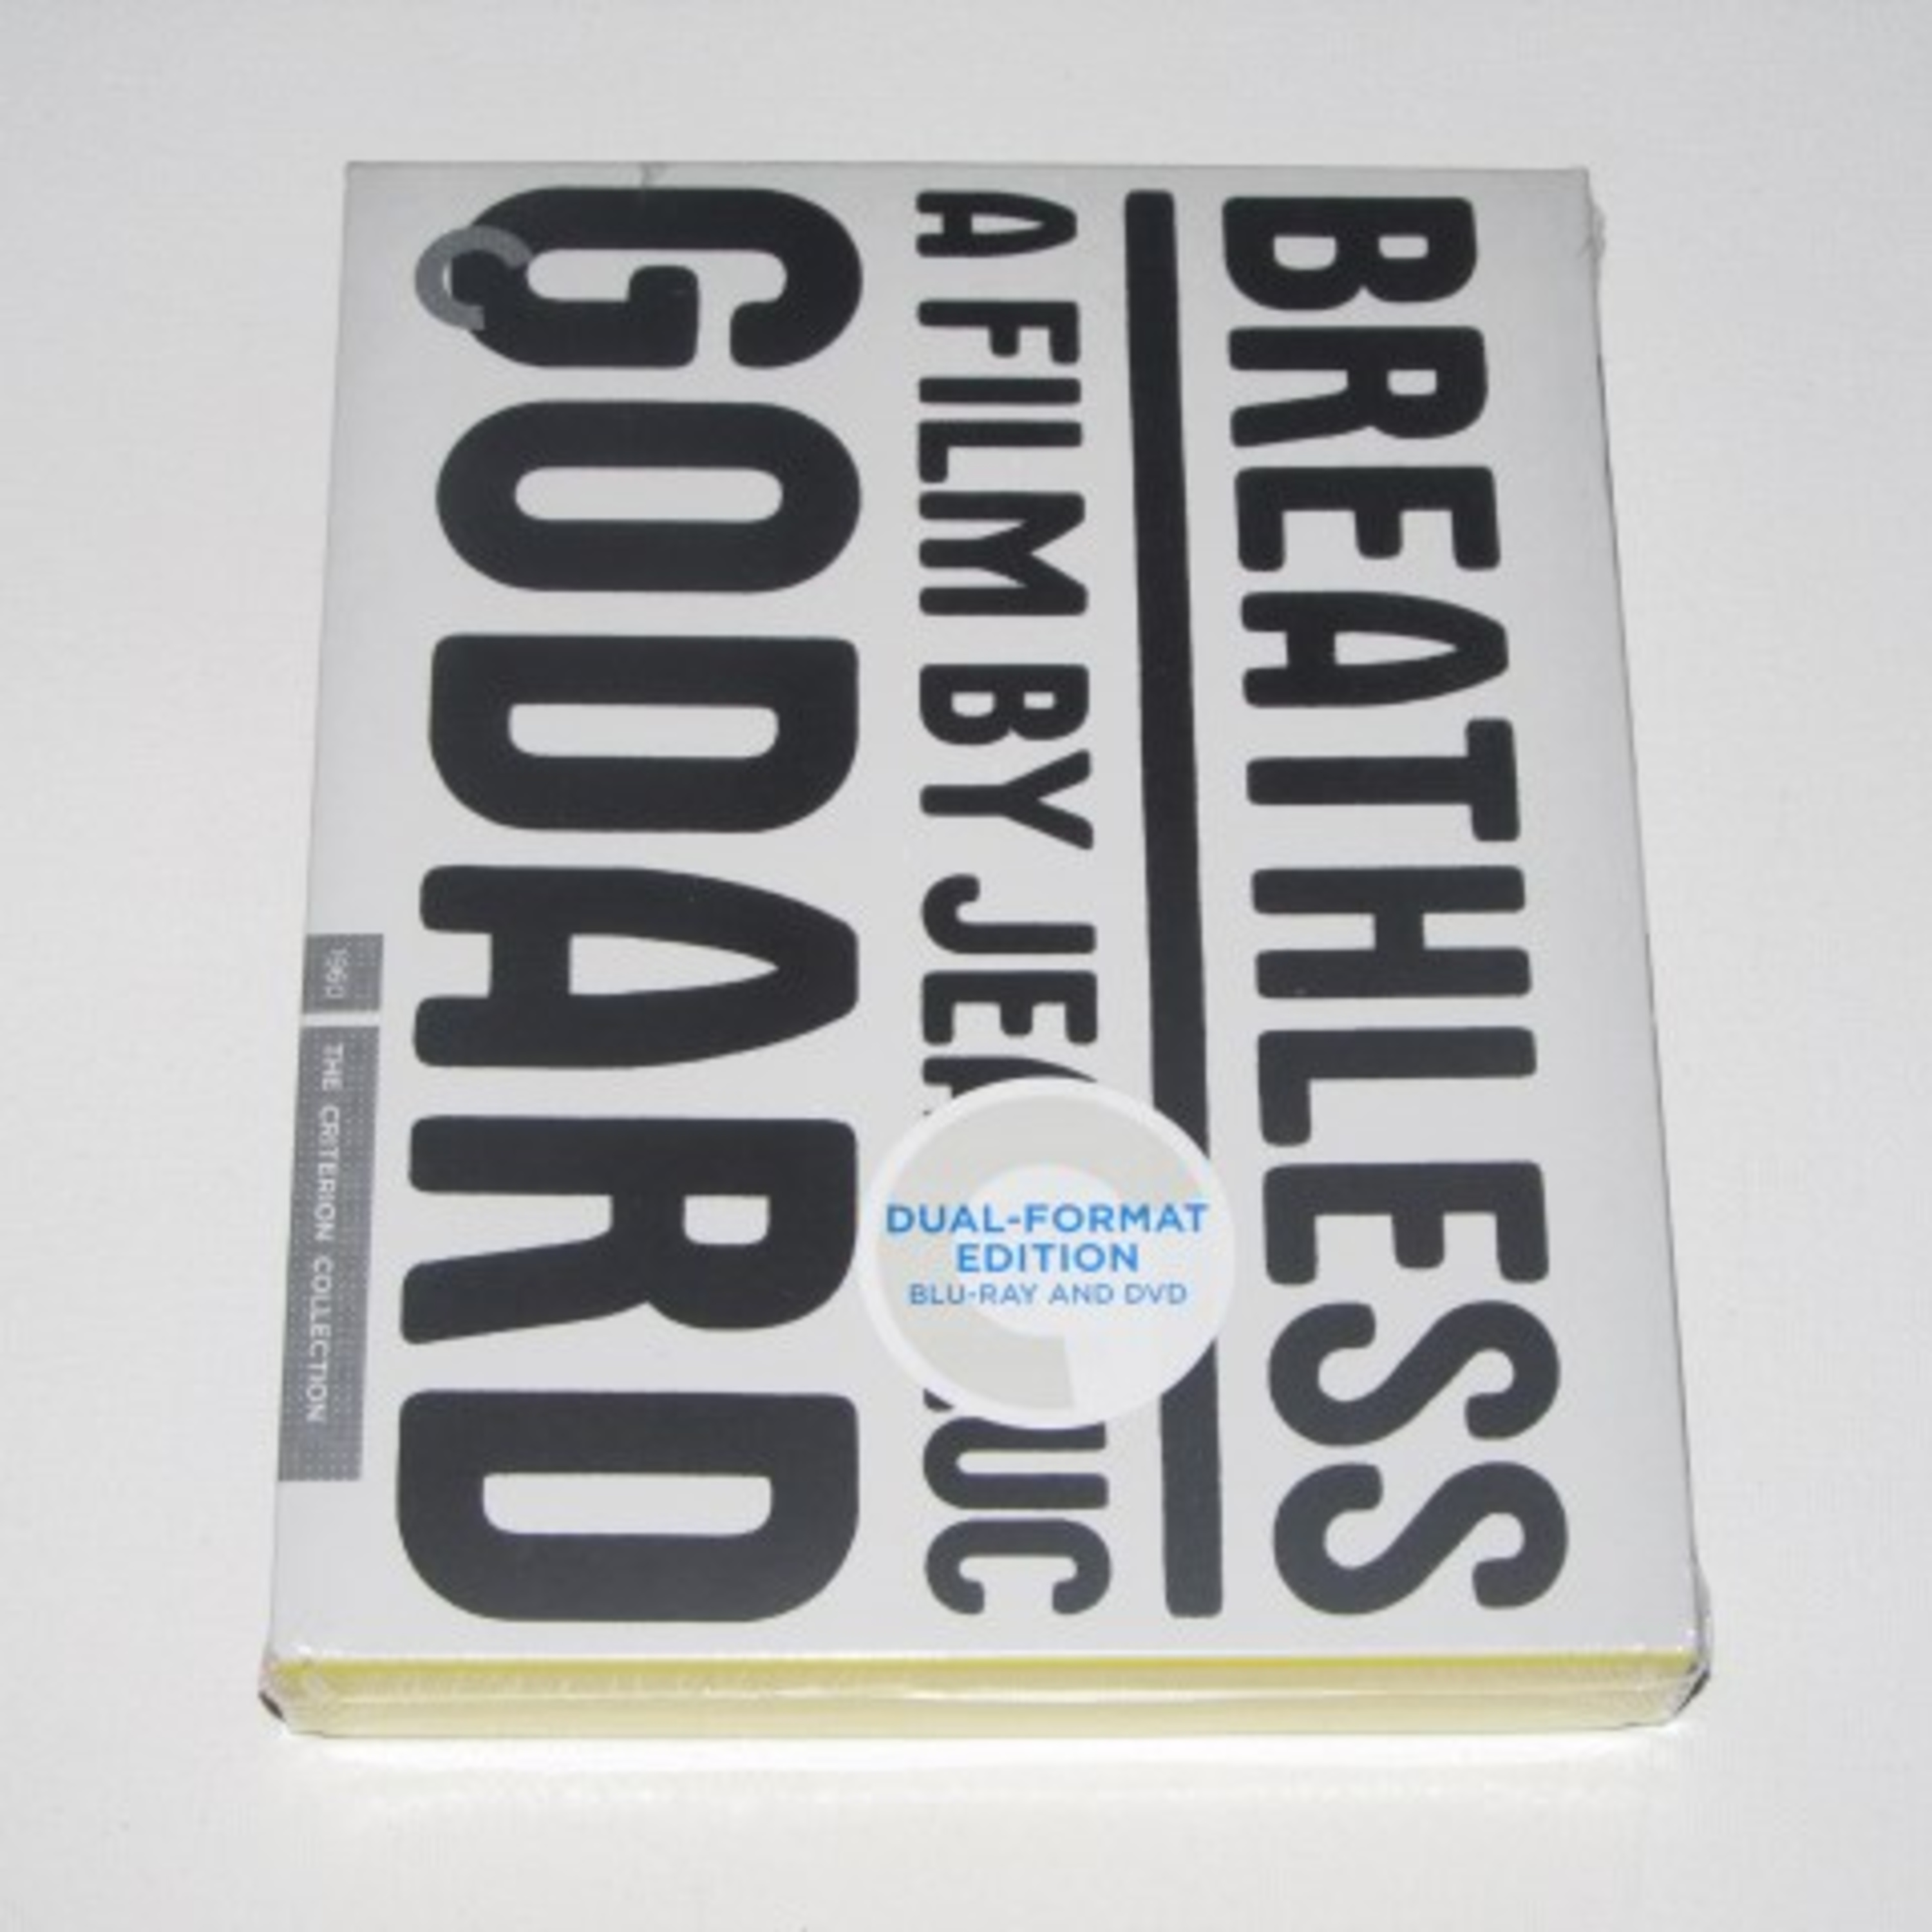 BREATHLESS
A FILM BY JEA UC
GODARD
1960 THE CRITERION COLLECTION
DUAL-FORMAT
EDITION
BLU-RAY AND DVD